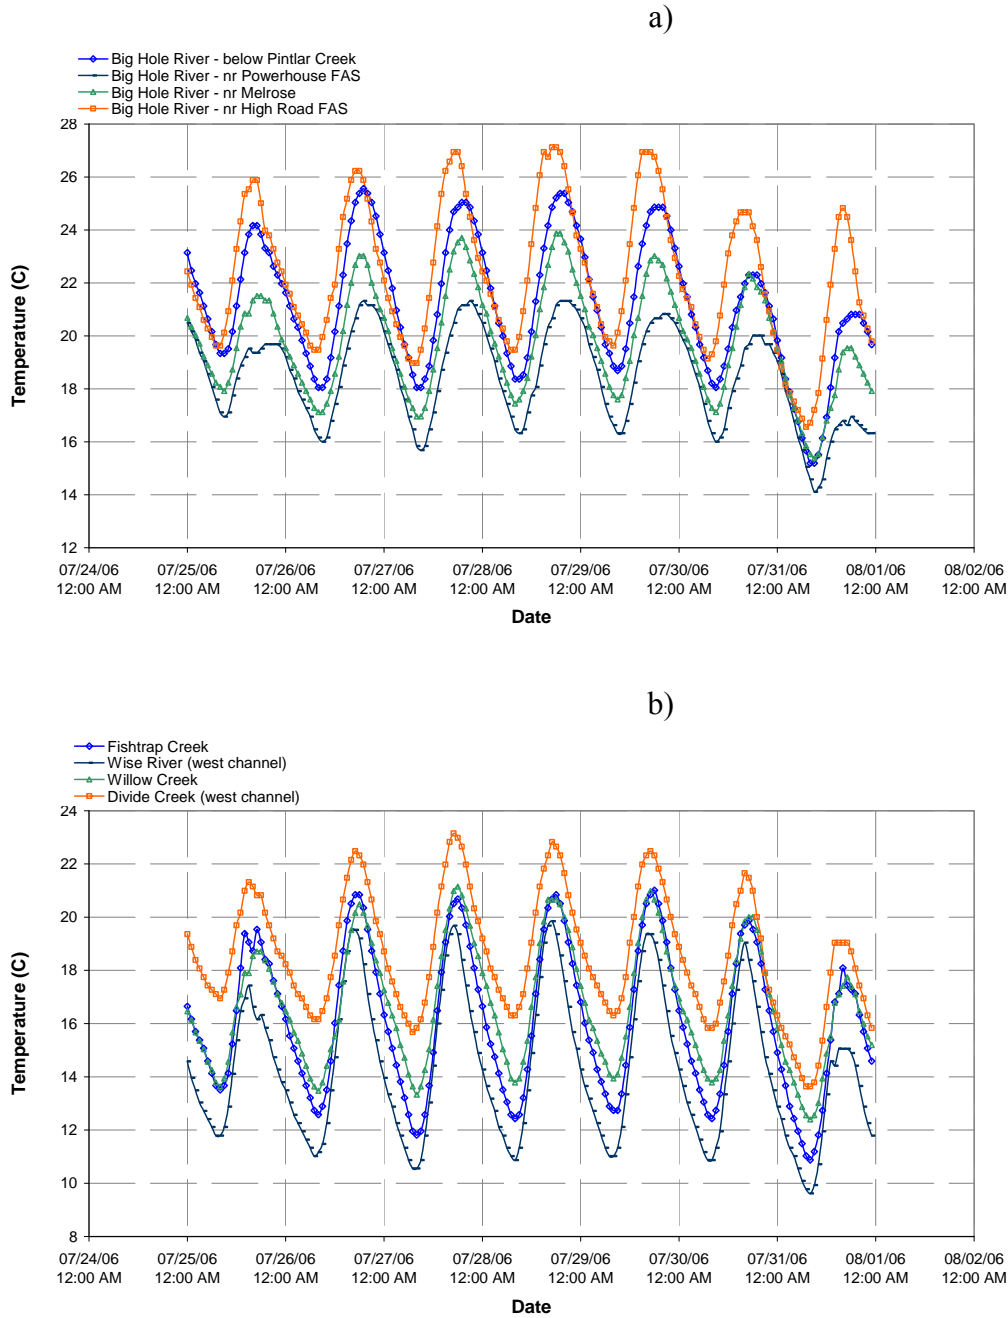 a)
Big Hole River - below Pintlar Creek
Big Hole River - nr Powerhouse FAS
Big Hole River - nr Melrose
Big Hole River - nr High Road FAS
28
26
24
22
20
18
16
14
12
Temperature (C)
07/24/06 07/25/06 07/26/06 07/27/06 07/28/06 07/29/06 07/30/06 07/31/06 08/01/06 08/02/06
12:00 AM 12:00 AM 12:00 AM 12:00 AM 12:00 AM 12:00 AM 12:00 AM 12:00 AM 12:00 AM 12:00 AM
Date
b)
Fishtrap Creek
Wise River (west channel)
Willow Creek
Divide Creek (west channel)
24
22
20
18
16
14
12
10
8
Temperature (C)
07/24/06 07/25/06 07/26/06 07/27/06 07/28/06 07/29/06 07/30/06 07/31/06 08/01/06 08/02/06
12:00 AM 12:00 AM 12:00 AM 12:00 AM 12:00 AM 12:00 AM 12:00 AM 12:00 AM 12:00 AM 12:00 AM
Date